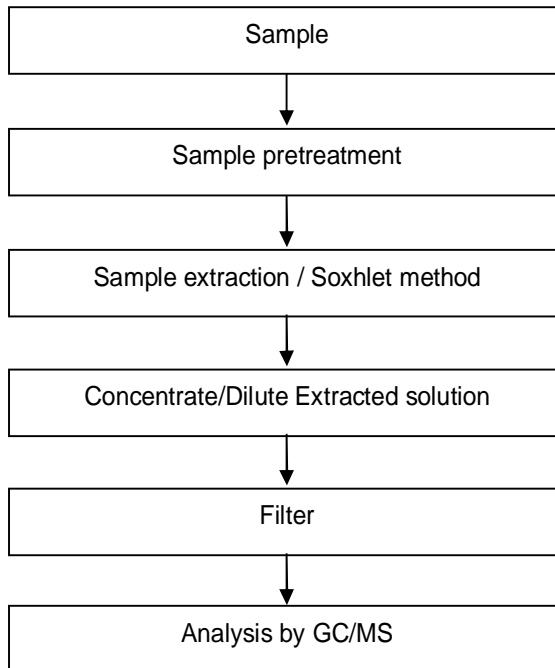 Sample
Sample pretreatment
Sample extraction / Soxhlet method
Concentrate/Dilute Extracted solution
Filter
Analysis by GC/MS